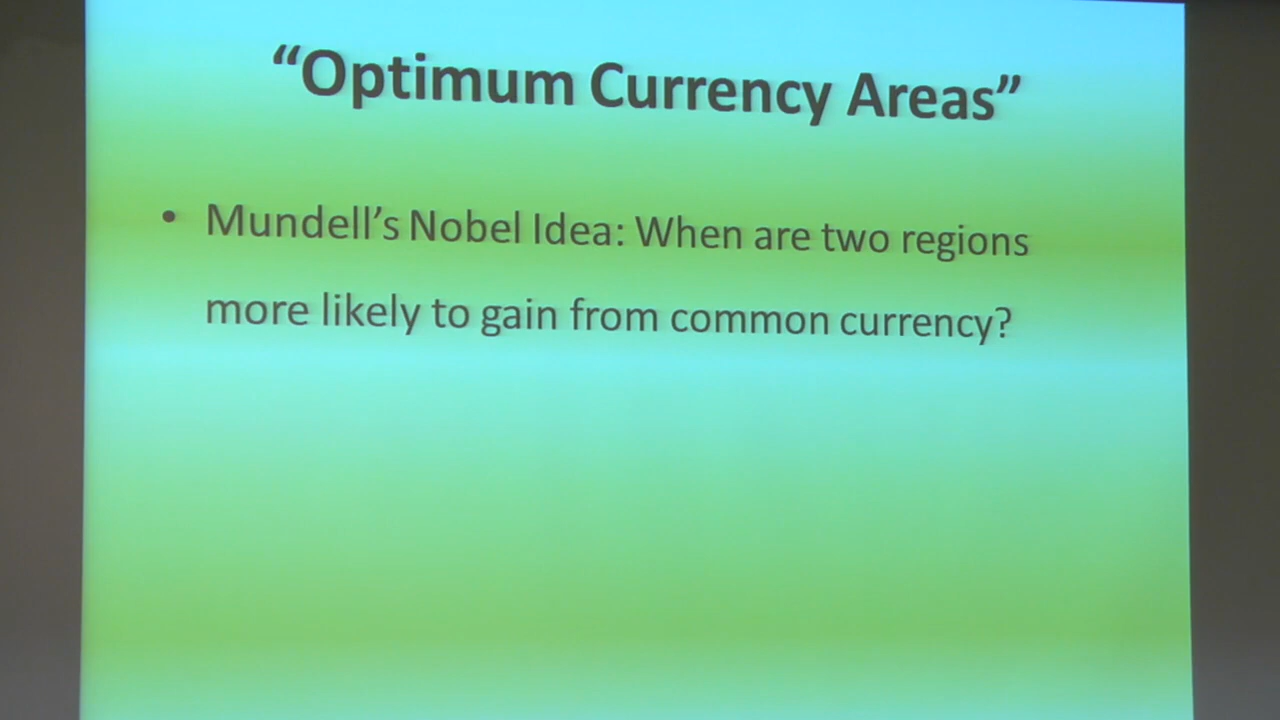 “Optimum Currency Areas”
• Mundell’s Nobel Idea: When are two regions
more likely to gain from common currency?